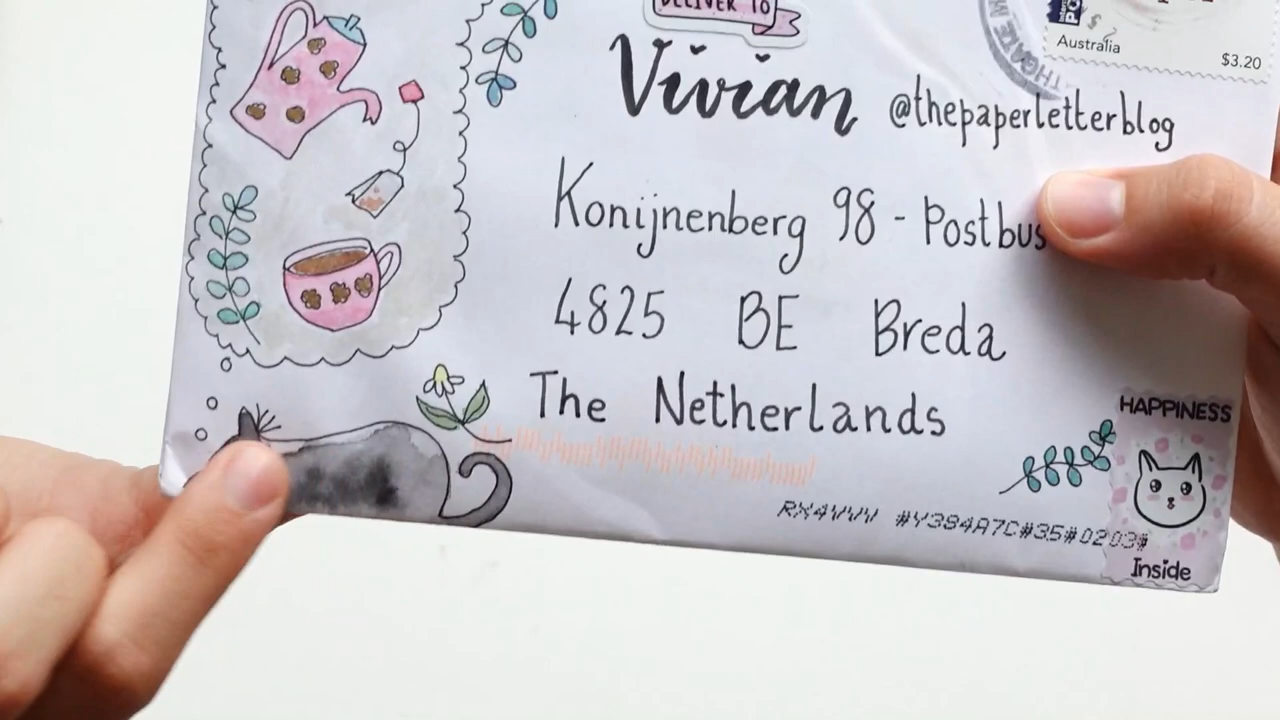 DELIVER TO
Vivian @thepaperletterblog
Konijnenberg 98 - Postbus
4825 BE Breda
The Netherlands
Australia
$3.20
RX4VVV #Y384A7C#35#0203#
HAPPINESS
Inside